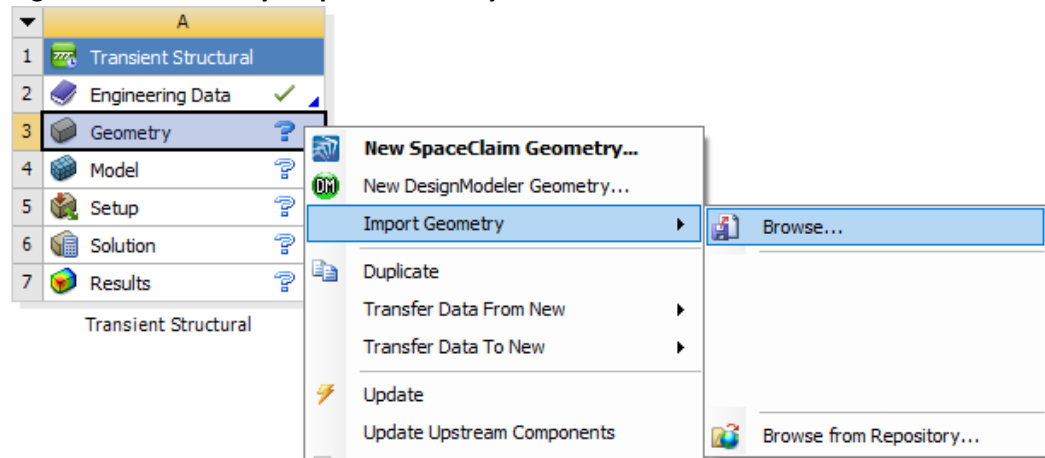 A
1 Transient Structural
2 Engineering Data
3 Geometry
4 Model
5 Setup
6 Solution
7 Results
Transient Structural
New SpaceClaim Geometry...
DM New DesignModeler Geometry...
Import Geometry
Duplicate
Transfer Data From New
Transfer Data To New
Update
Update Upstream Components
Browse...
Browse from Repository...